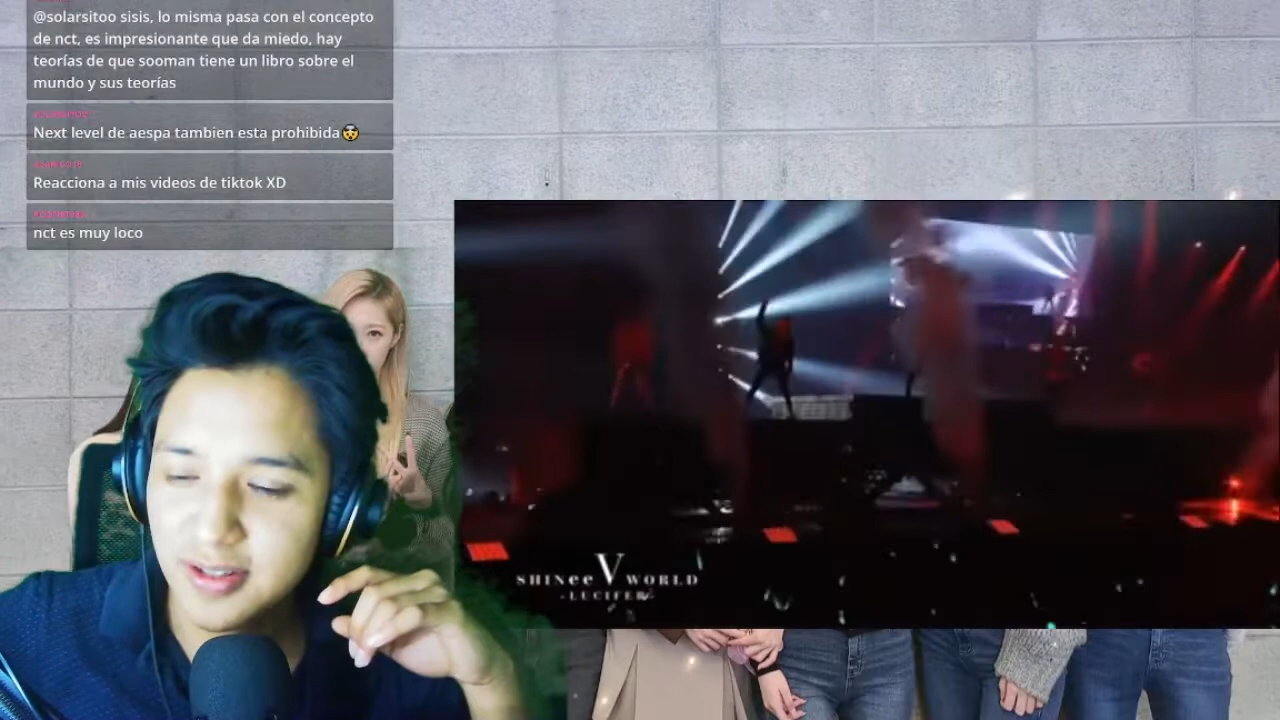 @solarsitoo sisis, lo misma pasa con el concepto
de nct, es impresionante que da miedo, hay
teorías de que sooman tiene un libro sobre el
mundo y sus teorías
Next level de aespa tambien esta prohibida
Reacciona a mis videos de tiktok XD
nct es muy loco
SHINee V WORLD
- LUCIFER -